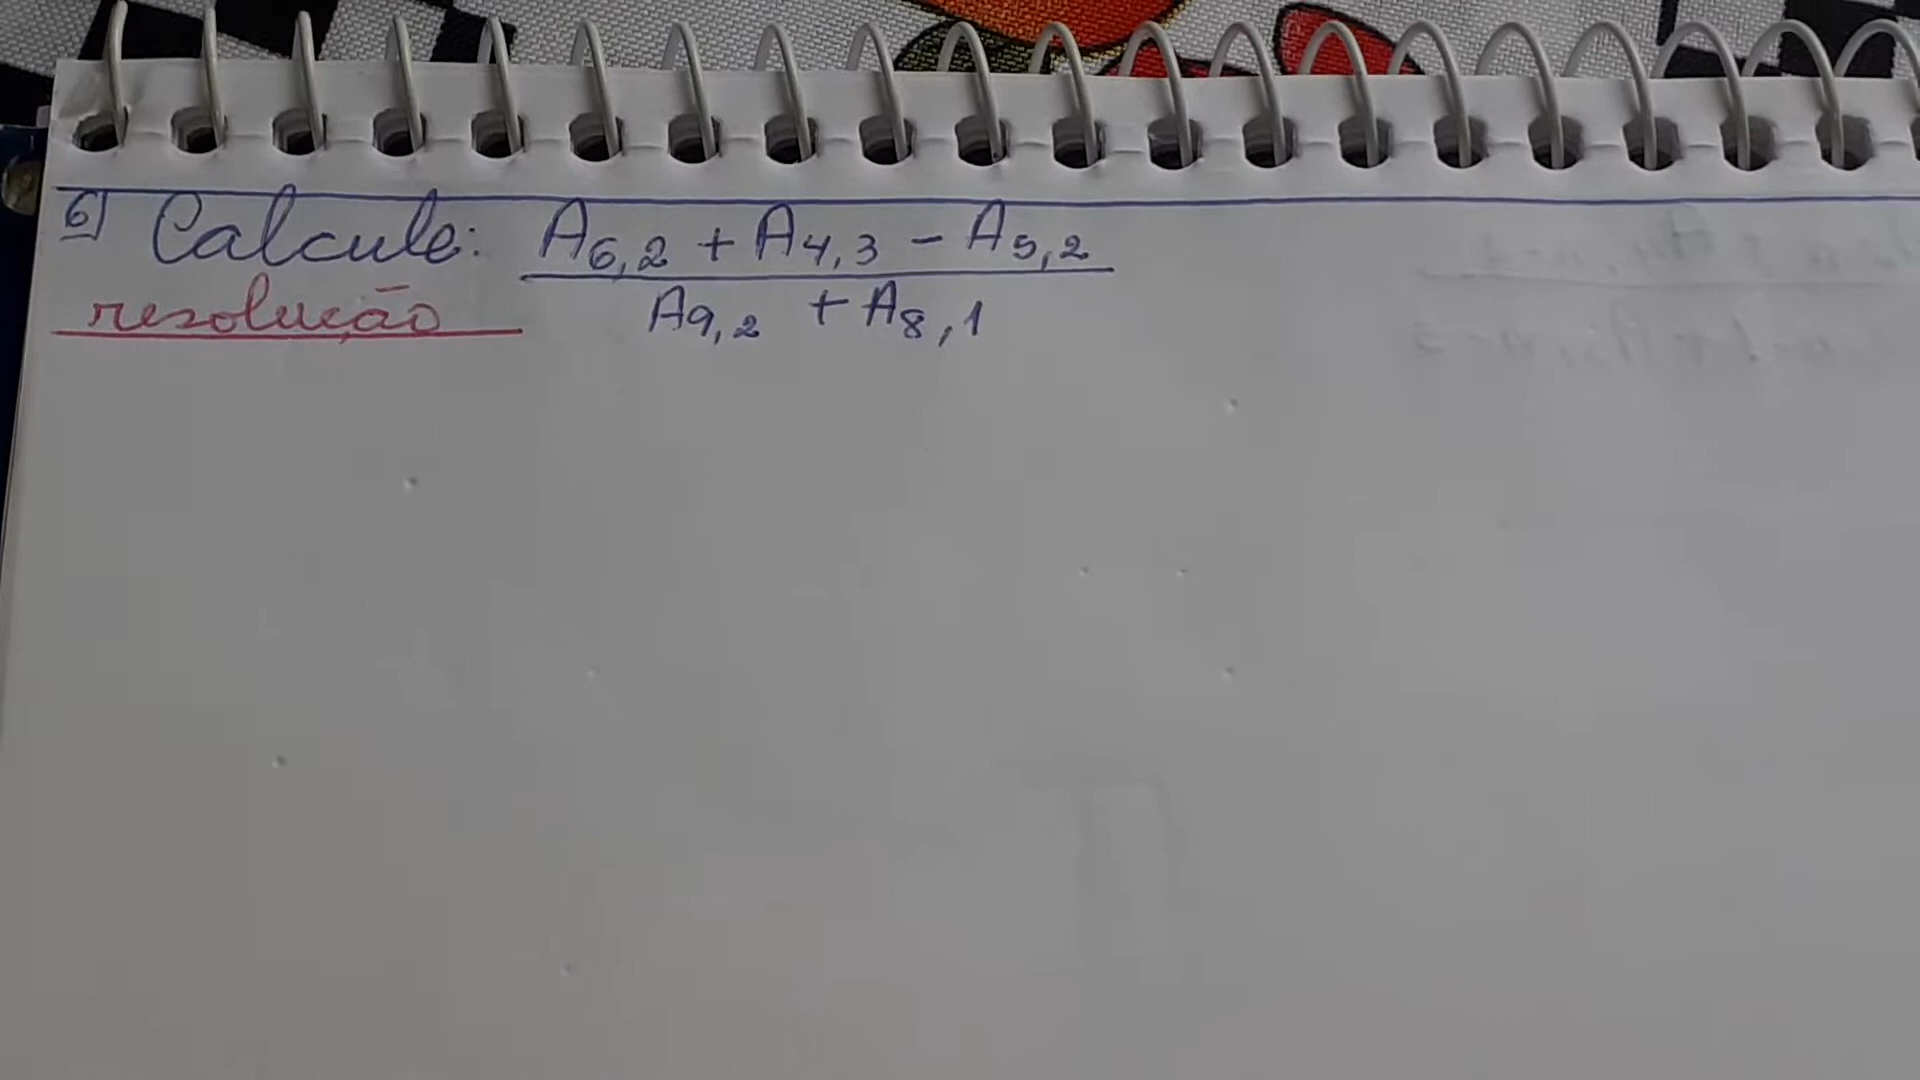 6) Calcule: A6,2 + A4,3 - A5,2
A9,2 + A8,1
resolução